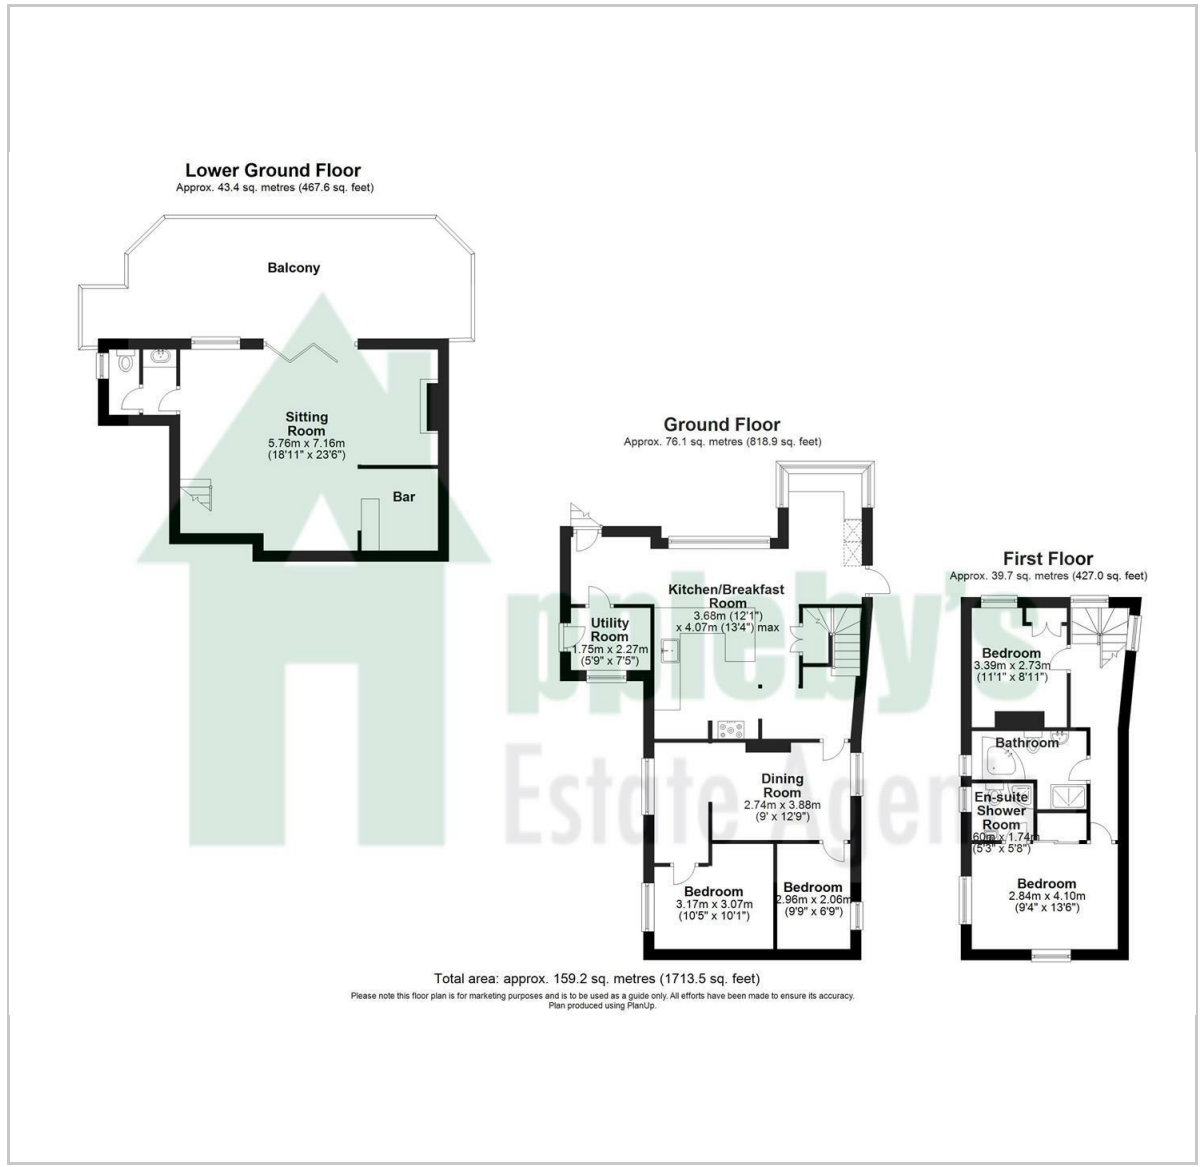 Lower Ground Floor
Approx. 43.4 sq. metres (467.6 sq. feet)
Balcony
Sitting
Room
5.76m x 7.16m
(18'11" x 23'6")
Bar
Ground Floor
Approx. 76.1 sq. metres (818.9 sq. feet)
Kitchen/Breakfast
Room
3.68m (12'1")
x 4.07m (13'4") max
Utility
Room
1.75m x 2.27m
(5'9" x 7'5")
Dining
Room
2.74m x 3.88m
(9' x 12'9")
Bedroom
3.17m x 3.07m
(10'5" x 10'1")
Bedroom
2.96m x 2.06m
(9'9" x 6'9")
First Floor
Approx. 39.7 sq. metres (427.0 sq. feet)
Bedroom
3.39m x 2.73m
(11'1" x 8'11")
Bathroom
En-suite
Shower
Room
60m x 1.74m
(5'3" x 5'8")
Bedroom
2.84m x 4.10m
(9'4" x 13'6")
Appleby's
Estate Agen
Total area: approx. 159.2 sq. metres (1713.5 sq. feet)
Please note this floor plan is for marketing purposes and is to be used as a guide only. All efforts have been made to ensure its accuracy.
Plan produced using PlanUp.